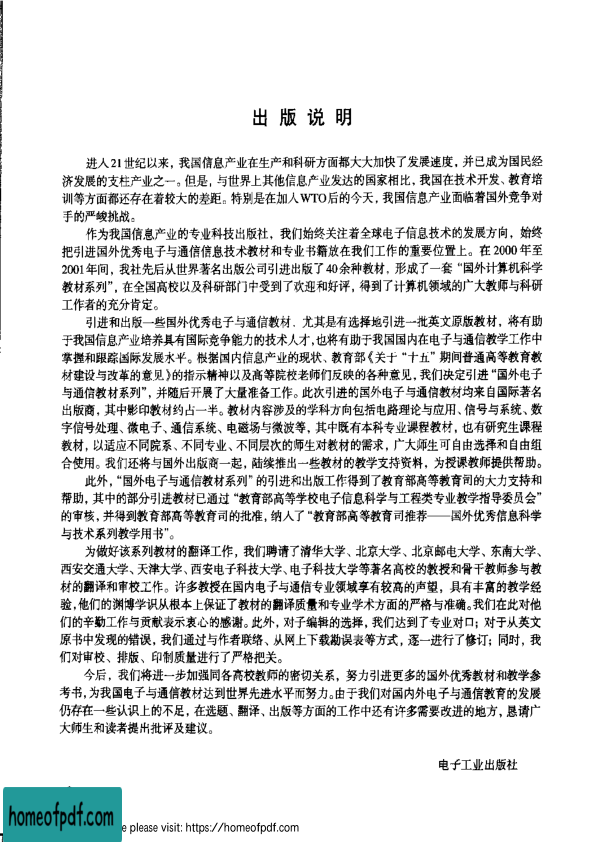 出版说明
进入21世纪以来，我国信息产业在生产和科研方面都大大加快了发展速度，并已成为国民经
济发展的支柱产业之一。但是，与世界上其他信息产业发达的国家相比，我国在技术开发、教育培
训等方面都还存在着较大的差距。特别是在加入WTO后的今天，我国信息产业面临着国外竞争对
手的严峻挑战。
作为我国信息产业的专业科技出版社，我们始终关注着全球电子信息技术的发展方向，始终
把引进国外优秀电子与通信信息技术教材和专业书籍放在我们工作的重要位置上。在2000年至
2001年间，我社先后从世界著名出版公司引进出版了40余种教材，形成了一套“国外计算机科学
教材系列”，在全国高校以及科研部门中受到了欢迎和好评，得到了计算机领域的广大教师与科研
工作者的充分肯定。
引进和出版一些国外优秀电子与通信教材，尤其是有选择地引进一批英文原版教材，将有助
于我国信息产业培养具有国际竞争能力的技术人才，也将有助于我国国内在电子与通信教学工作中
掌握和跟踪国际发展水平。根据国内信息产业的现状、教育部《关于“十五”期间普通高等教育教
材建设与改革的意见》的指示精神以及高等院校老师们反映的各种意见，我们决定引进“国外电子
与通信教材系列”，并随后开展了大量准备工作。此次引进的国外电子与通信教材均来自国际著名
出版商，其中影印教材约占一半。教材内容涉及的学科方向包括电路理论与应用、信号与系统、数
字信号处理、微电子、通信系统、电磁场与微波等，其中既有本科专业课程教材，也有研究生课程
教材，以适应不同院系、不同专业、不同层次的师生对教材的需求，广大师生可自由选择和自由组
合使用。我们还将与国外出版商一起，陆续推出一些教材的教学支持资料，为授课教师提供帮助。
此外，“国外电子与通信教材系列”的引进和出版工作得到了教育部高等教育司的大力支持和
帮助，其中的部分引进教材已通过“教育部高等学校电子信息科学与工程类专业教学指导委员会”
的审核，并得到教育部高等教育司的批准，纳入了“教育部高等教育司推荐——国外优秀信息科学
与技术系列教学用书”。
为做好该系列教材的翻译工作，我们聘请了清华大学、北京大学、北京邮电大学、东南大学、
西安交通大学、天津大学、西安电子科技大学、电子科技大学等著名高校的教授和骨干教师参与教
材的翻译和审校工作。许多教授在国内电子与通信专业领域享有较高的声望，具有丰富的教学经
验，他们的渊博学识从根本上保证了教材的翻译质量和专业学术方面的严格与准确。我们在此对他
们的辛勤工作与贡献表示衷心的感谢。此外，对于编辑的选择，我们达到了专业对口；对于从英文
原书中发现的错误，我们通过与作者联络、从网上下载勘误表等方式，逐一进行了修订；同时，我
们对审校、排版、印制质量进行了严格把关。
今后，我们将进一步加强同各高校教师的密切关系，努力引进更多的国外优秀教材和教学参
考书，为我国电子与通信教材达到世界先进水平而努力。由于我们对国内外电子与通信教育的发展
仍存在一些认识上的不足，在选题、翻译、出版等方面的工作中还有许多需要改进的地方，恳请广
大师生和读者提出批评及建议。
电子工业出版社
homeofpdf.com
e please visit: https://homeofpdf.com